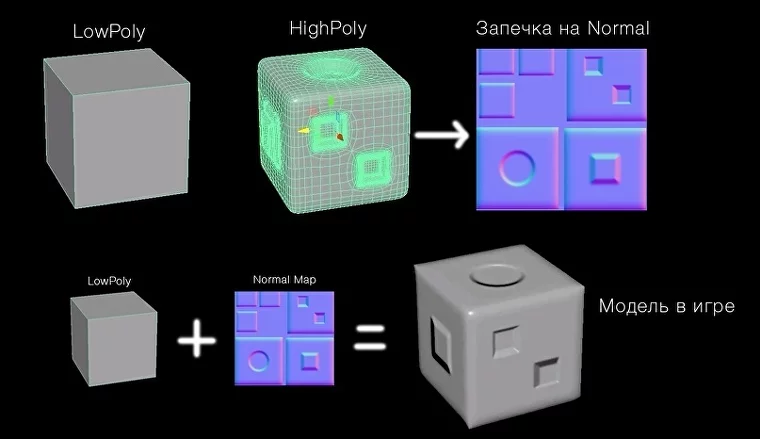 LowPoly
HighPoly
Запечка на Normal
LowPoly
Normal Map
Модель в игре